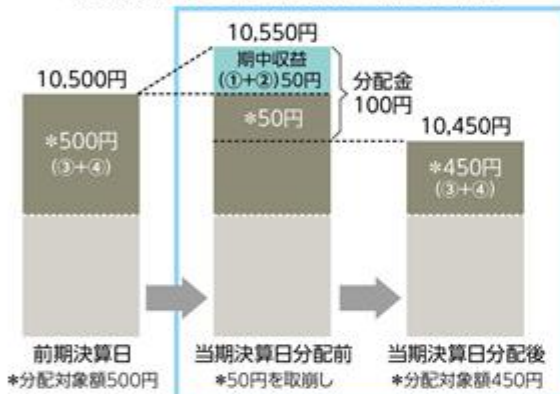 10,500円
*500円
(③+④)
前期決算日
*分配対象額500円
10,550円
期中収益
(①+②)50円
*50円
分配金
100円
当期決算日分配前
*50円を取崩し
10,450円
*450円
(③+④)
当期決算日分配後
*分配対象額450円